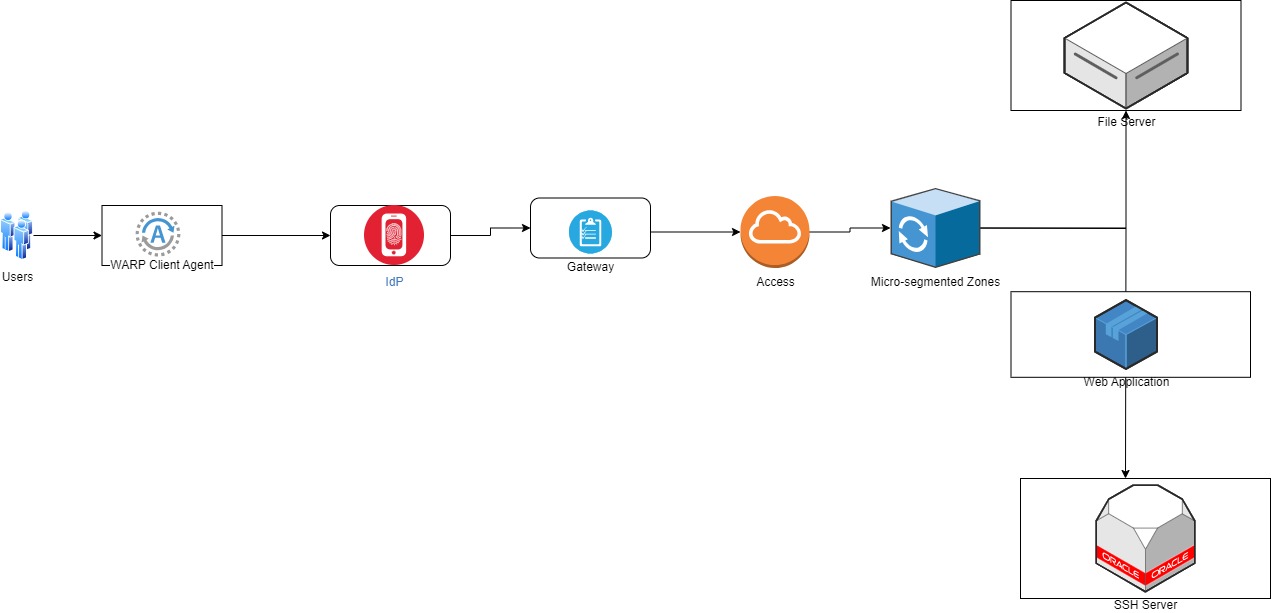 File Server
A
Users
WARP Client Agent
IdP
Gateway
Access
Micro-segmented Zones
Web Application
ORACLE ORACLE
SSH Server